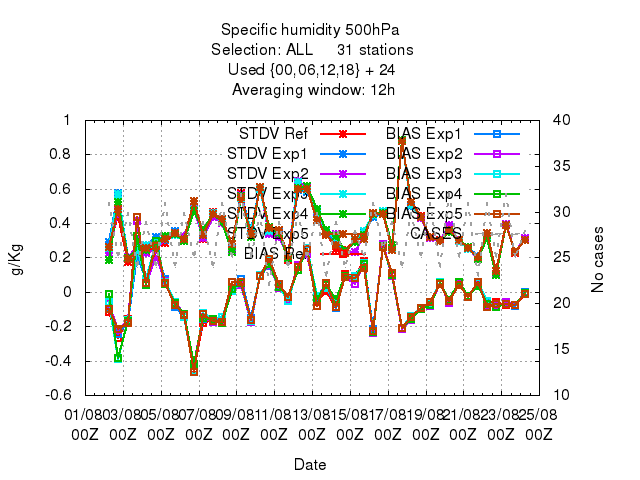 Specific humidity 500hPa
Selection: ALL 31 stations
Used {00,06,12,18} + 24
Averaging window: 12h
1
0.8
0.6
0.4
0.2
0
-0.2
-0.4
-0.6
g/Kg
40
35
30
25
20
15
10
No cases
STDV Ref
STDV Exp1
STDV Exp2
STDV Exp3
STDV Exp4
STDV Exp5
BIAS Ref
BIAS Exp1
BIAS Exp2
BIAS Exp3
BIAS Exp4
BIAS Exp5
CASES
01/08 03/08 05/08 07/08 09/08 11/08 13/08 15/08 17/08 19/08 21/08 23/08 25/08
00Z 00Z 00Z 00Z 00Z 00Z 00Z 00Z 00Z 00Z 00Z 00Z 00Z
Date